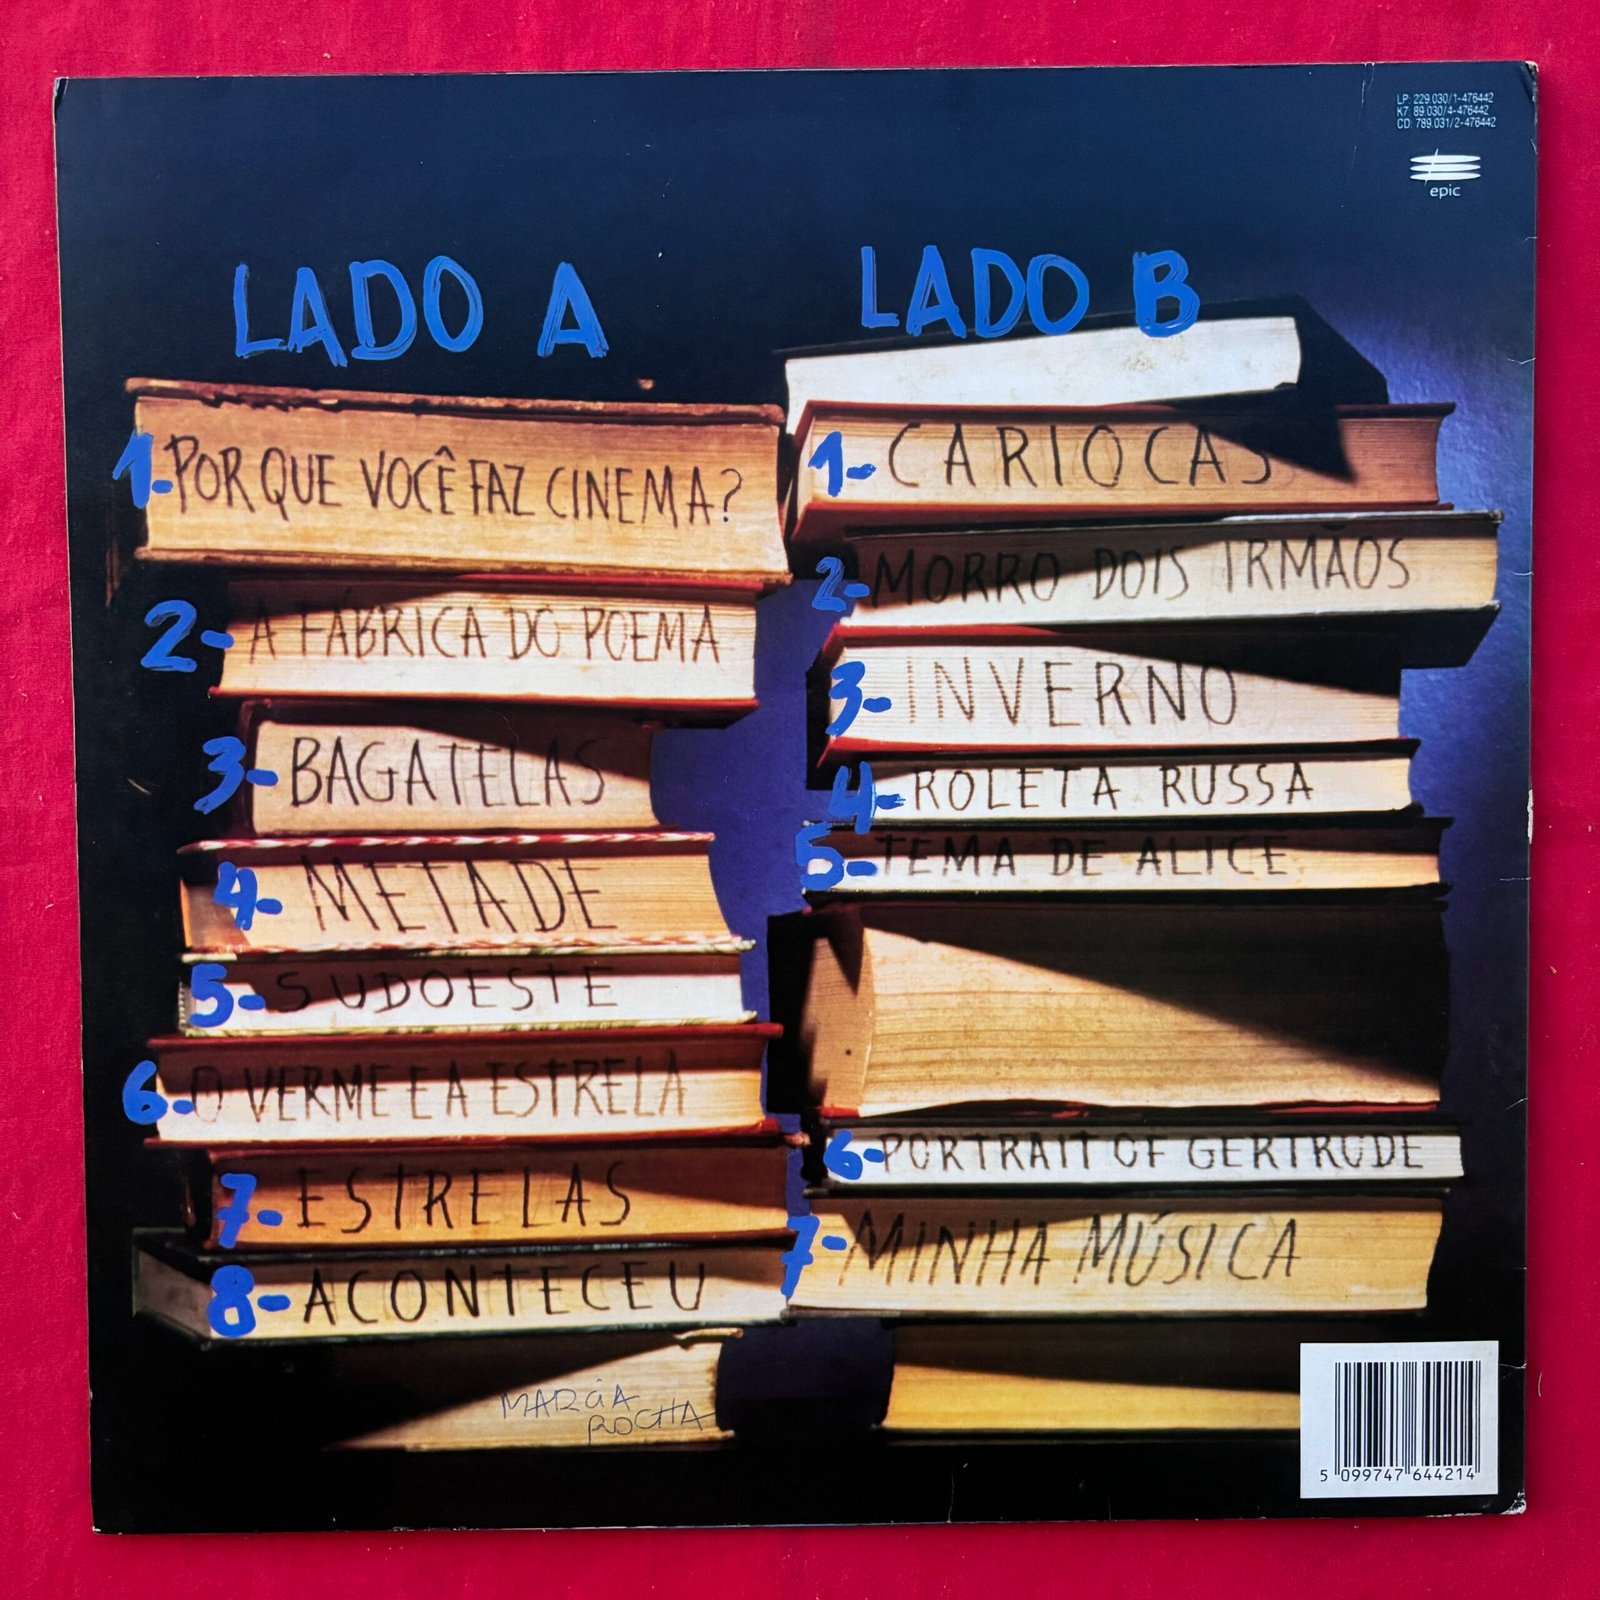 LP: 229.030/1-476442
K7: 89.030/4-476442
CD: 789.031/2-476442
epic
LADO A
1- POR QUE VOCÊ FAZ CINEMA?
2- A FÁBRICA DO POEMA
3- BAGATELAS
4- METADE
5- SUDOESTE
6- O VERME E A ESTRELA
7- ESTRELAS
8- ACONTECEU
MARCIA
ROCHA
LADO B
1- CARIOCAS
2- MORRO DOIS IRMÃOS
3- INVERNO
4- ROLETA RUSSA
5- TEMA DE ALICE
6- PORTRAIT OF GERTRUDE
7- MINHA MÚSICA
5 099747 644214